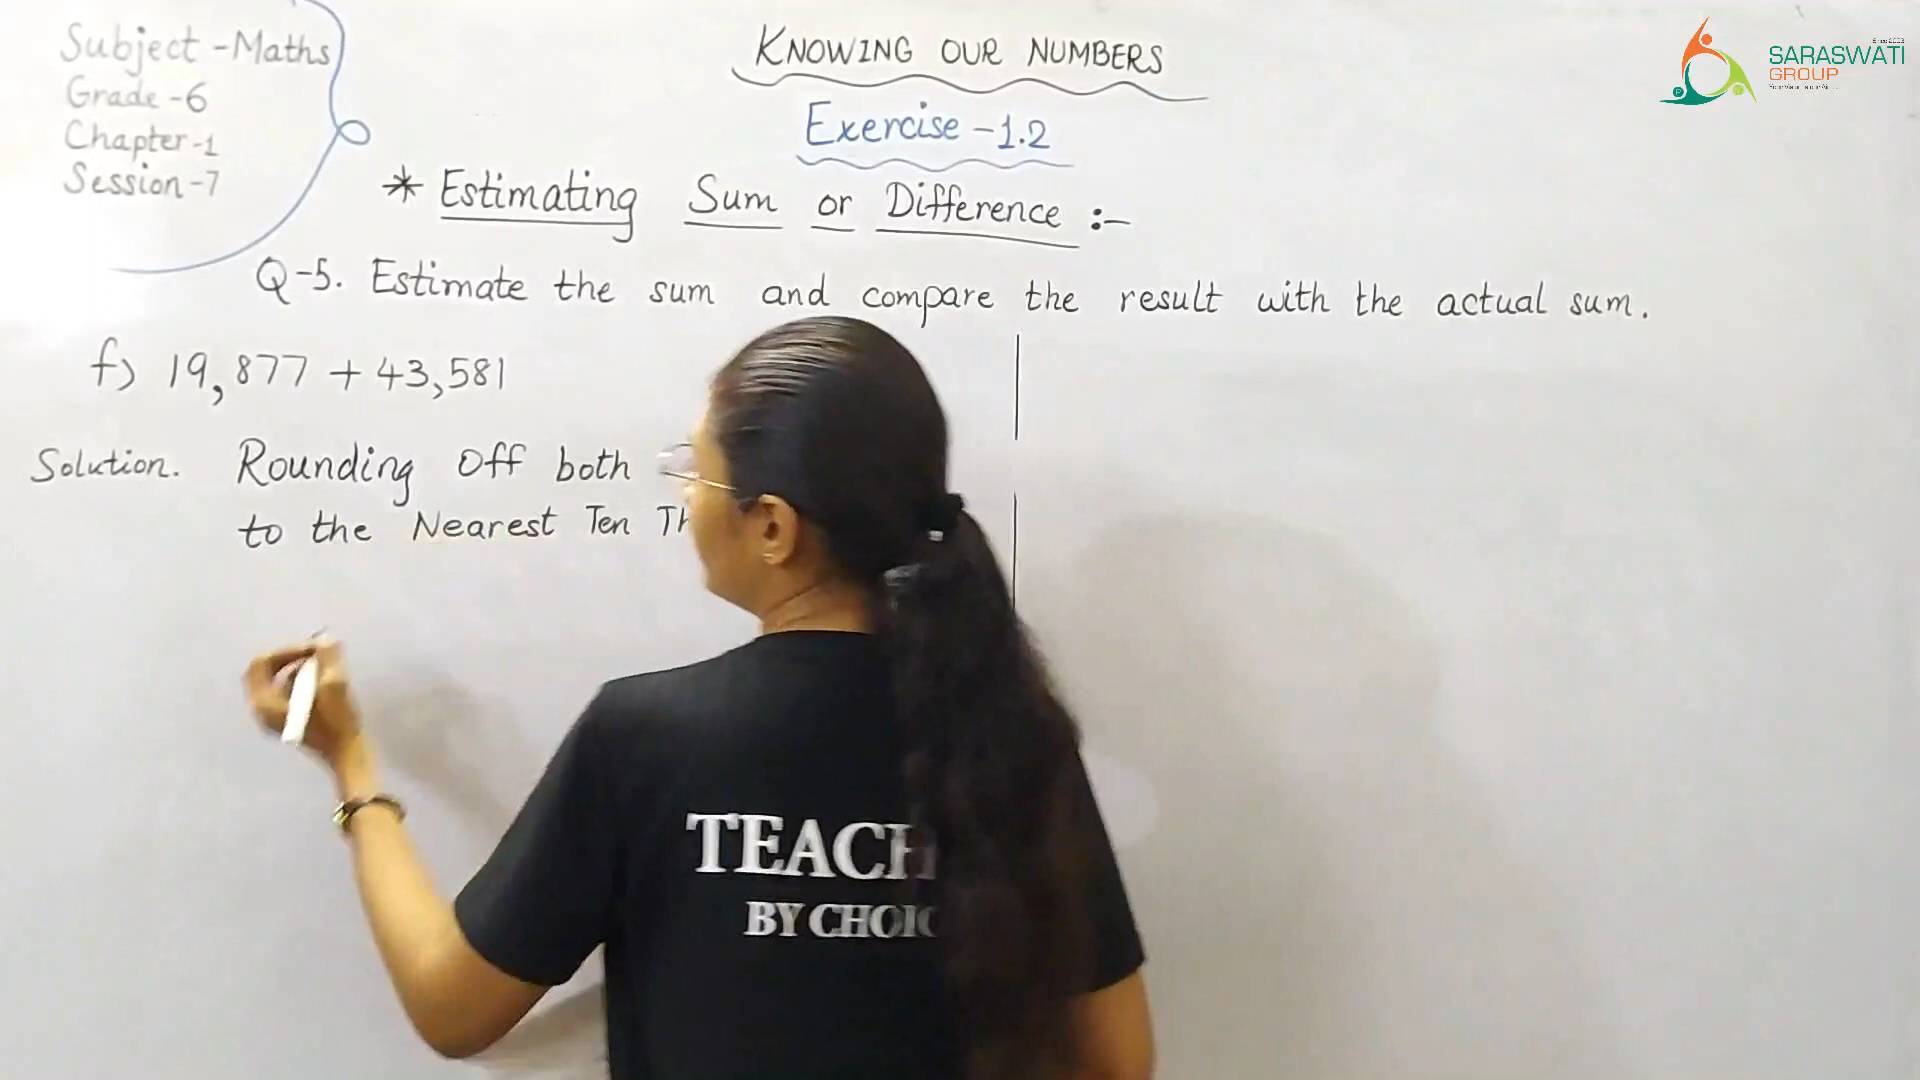 Subject -Maths
Grade -6
Chapter-1
Session-7
KNOWING OUR NUMBERS
Exercise -1.2
* Estimating Sum or Difference :-
Q-5. Estimate the sum and compare the result with the actual sum.
f) 19,877 + 43,581
Solution. Rounding Off both
to the Nearest Ten
SARASWATI
GROUP
BY